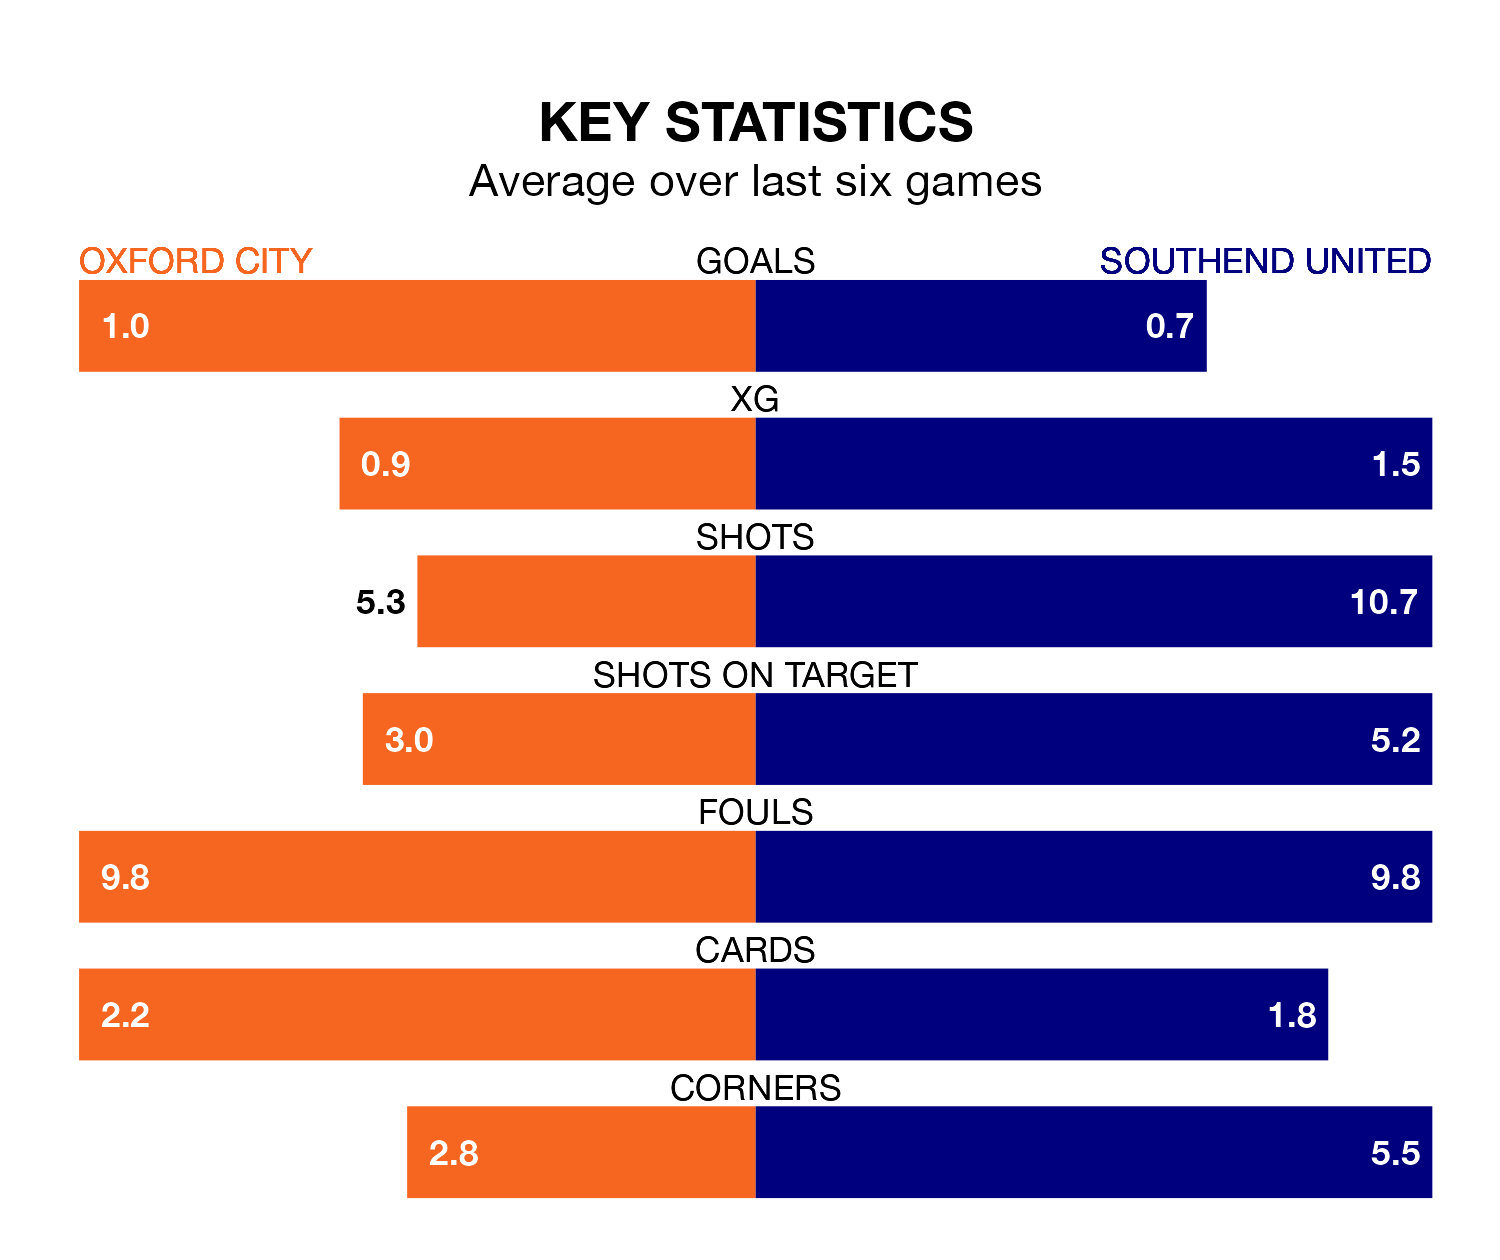 KEY STATISTICS
Average over last six games
OXFORD CITY GOALS SOUTHEND UNITED
1.0 0.7
XG
0.9 1.5
SHOTS
5.3 10.7
SHOTS ON TARGET
3.0 5.2
FOULS
9.8 9.8
CARDS
2.2 1.8
CORNERS
2.8 5.5